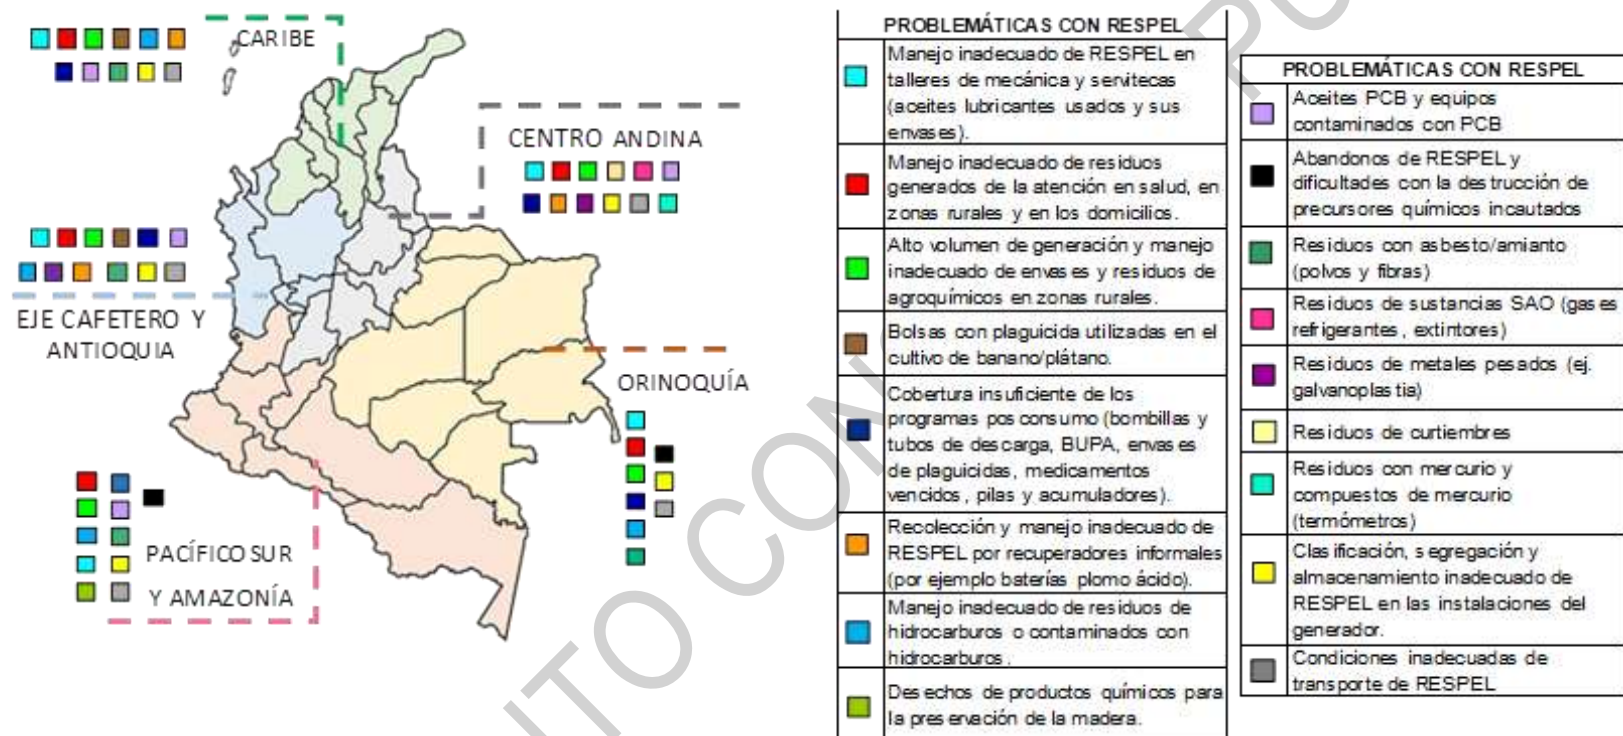 CARIBE
CENTRO ANDINA
EJE CAFETERO Y
ANTIOQUIA
ORINOQUÍA
PACÍFICO SUR
Y AMAZONÍA
PROBLEMÁTICAS CON RESPEL
Manejo inadecuado de RESPEL en
talleres de mecánica y servitecas
(aceites lubricantes usados y sus
envases).
Manejo inadecuado de residuos
generados de la atención en salud, en
zonas rurales y en los domicilios.
Alto volumen de generación y manejo
inadecuado de envases y residuos de
agroquímicos en zonas rurales.
Bolsas con plaguicida utilizadas en el
cultivo de banano/plátano.
Cobertura insuficiente de los
programas posconsumo (bombillas y
tubos de descarga, BUPA, envases
de plaguicidas, medicamentos
vencidos, pilas y acumuladores).
Recolección y manejo inadecuado de
RESPEL por recuperadores informales
(por ejemplo baterías plomo ácido).
Manejo inadecuado de residuos de
hidrocarburos o contaminados con
hidrocarburos.
Desechos de productos químicos para
la preservación de la madera.
PROBLEMÁTICAS CON RESPEL
Aceites PCB y equipos
contaminados con PCB
Abandonos de RESPEL y
dificultades con la destrucción de
precursores químicos incautados
Residuos con asbesto/amianto
(polvos y fibras)
Residuos de sustancias SAO (gases
refrigerantes, extintores)
Residuos de metales pesados (ej.
galvanoplastia)
Residuos de curtiembres
Residuos con mercurio y
compuestos de mercurio
(termómetros)
Clasificación, segregación y
almacenamiento inadecuado de
RESPEL en las instalaciones del
generador.
Condiciones inadecuadas de
transporte de RESPEL